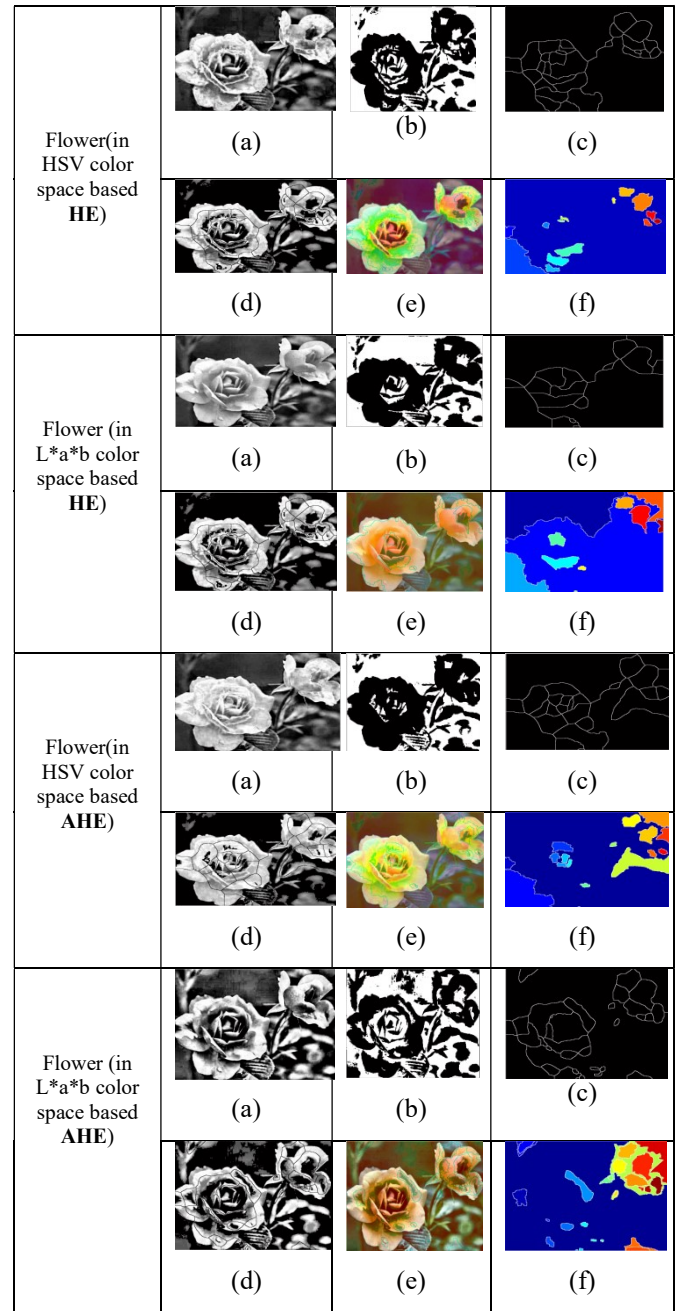 Flower(in
HSV color
space based
HE)
(a)
(b)
(c)
(d)
(e)
(f)
Flower (in
L*a*b color
space based
HE)
(a)
(b)
(c)
(d)
(e)
(f)
Flower(in
HSV color
space based
AHE)
(a)
(b)
(c)
(d)
(e)
(f)
Flower (in
L*a*b color
space based
AHE)
(a)
(b)
(c)
(d)
(e)
(f)